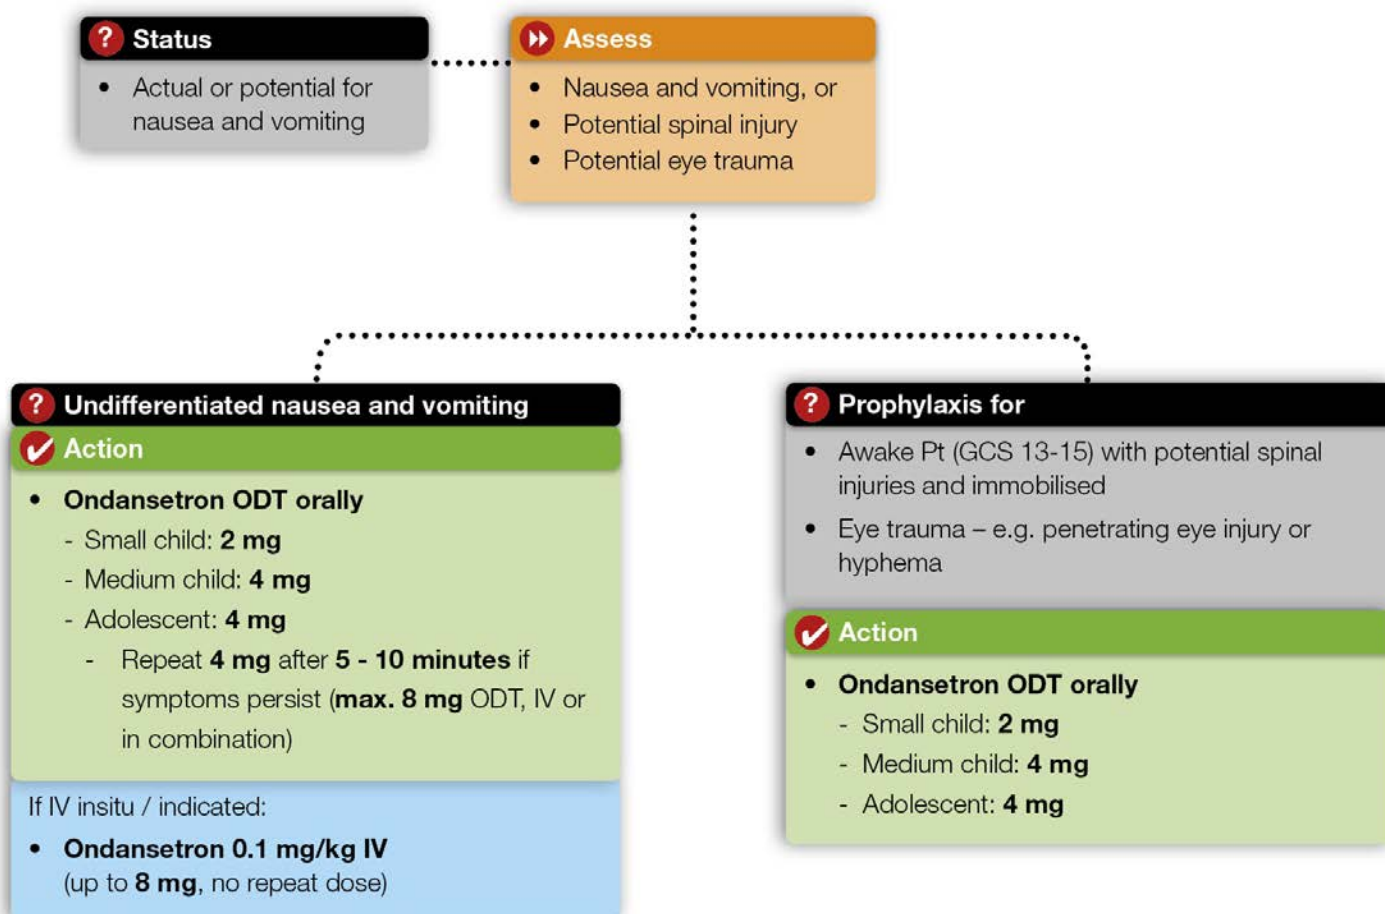 ? Status
• Actual or potential for
nausea and vomiting
Assess
• Nausea and vomiting, or
• Potential spinal injury
• Potential eye trauma
? Undifferentiated nausea and vomiting
Action
• Ondansetron ODT orally
- Small child: 2 mg
- Medium child: 4 mg
- Adolescent: 4 mg
- Repeat 4 mg after 5 - 10 minutes if
symptoms persist (max. 8 mg ODT, IV or
in combination)
If IV insitu / indicated:
• Ondansetron 0.1 mg/kg IV
(up to 8 mg, no repeat dose)
? Prophylaxis for
• Awake Pt (GCS 13-15) with potential spinal
injuries and immobilised
• Eye trauma – e.g. penetrating eye injury or
hyphema
Action
• Ondansetron ODT orally
- Small child: 2 mg
- Medium child: 4 mg
- Adolescent: 4 mg